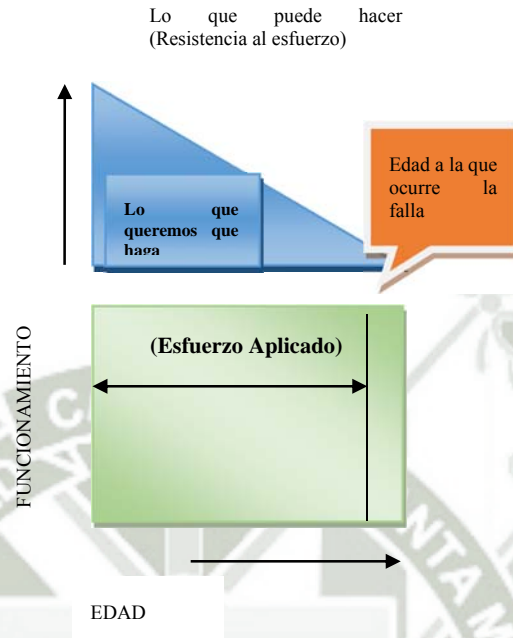 Lo que puede hacer
(Resistencia al esfuerzo)
Edad a la que
ocurre la
falla
Lo que
queremos que
haga
(Esfuerzo Aplicado)
FUNCIONAMIENTO
EDAD